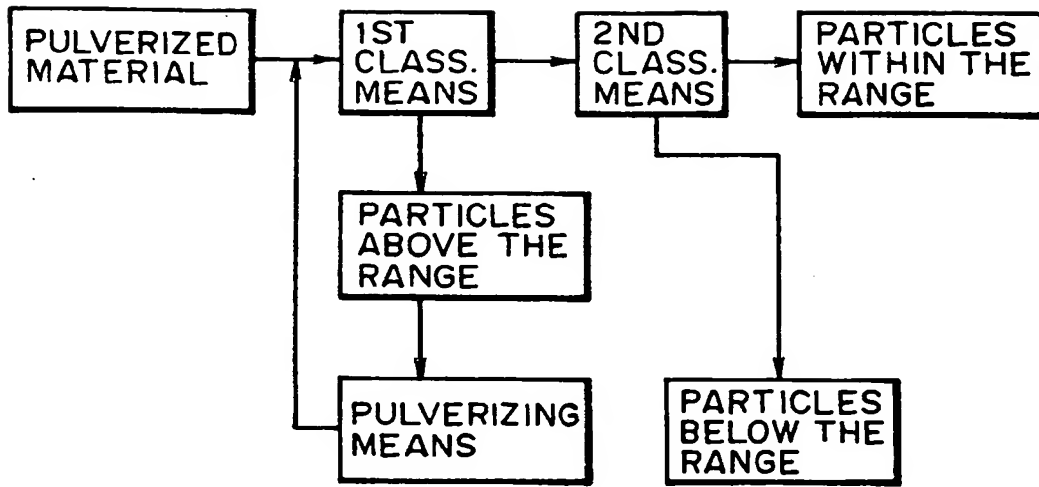 PULVERIZED
MATERIAL
1ST
CLASS.
MEANS
2ND
CLASS.
MEANS
PARTICLES
WITHIN THE
RANGE
PARTICLES
ABOVE THE
RANGE
PULVERIZING
MEANS
PARTICLES
BELOW THE
RANGE